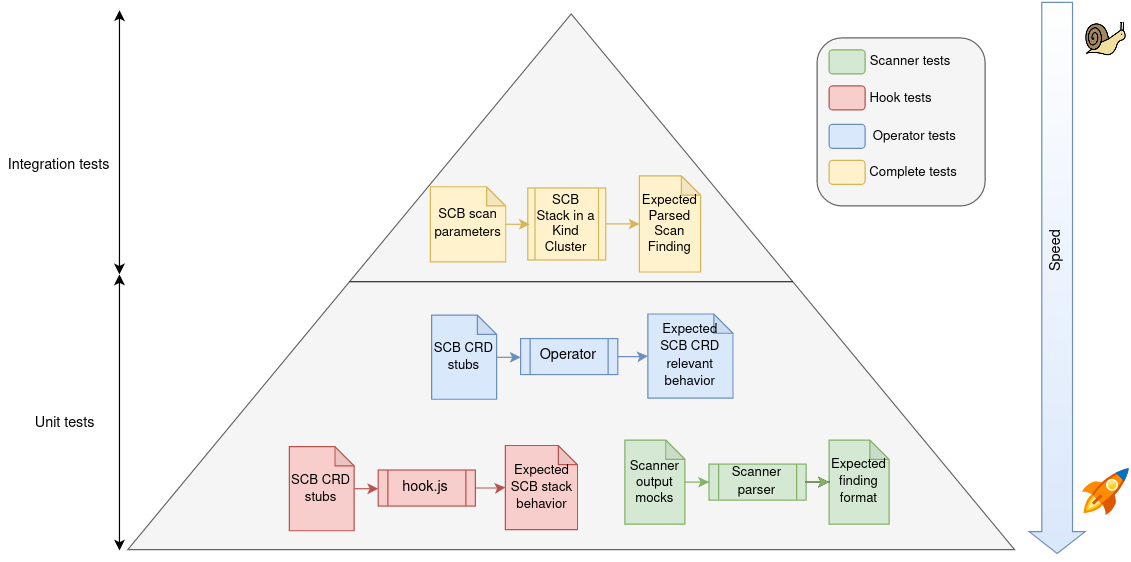 Integration tests
Unit tests
SCB scan
parameters
SCB
Stack in a
Kind
Cluster
Expected
Parsed
Scan
Finding
SCB CRD
stubs
Operator
Expected
SCB CRD
relevant
behavior
SCB CRD
stubs
hook.js
Expected
SCB stack
behavior
Scanner
output
mocks
Scanner
parser
Expected
finding
format
Scanner tests
Hook tests
Operator tests
Complete tests
Speed